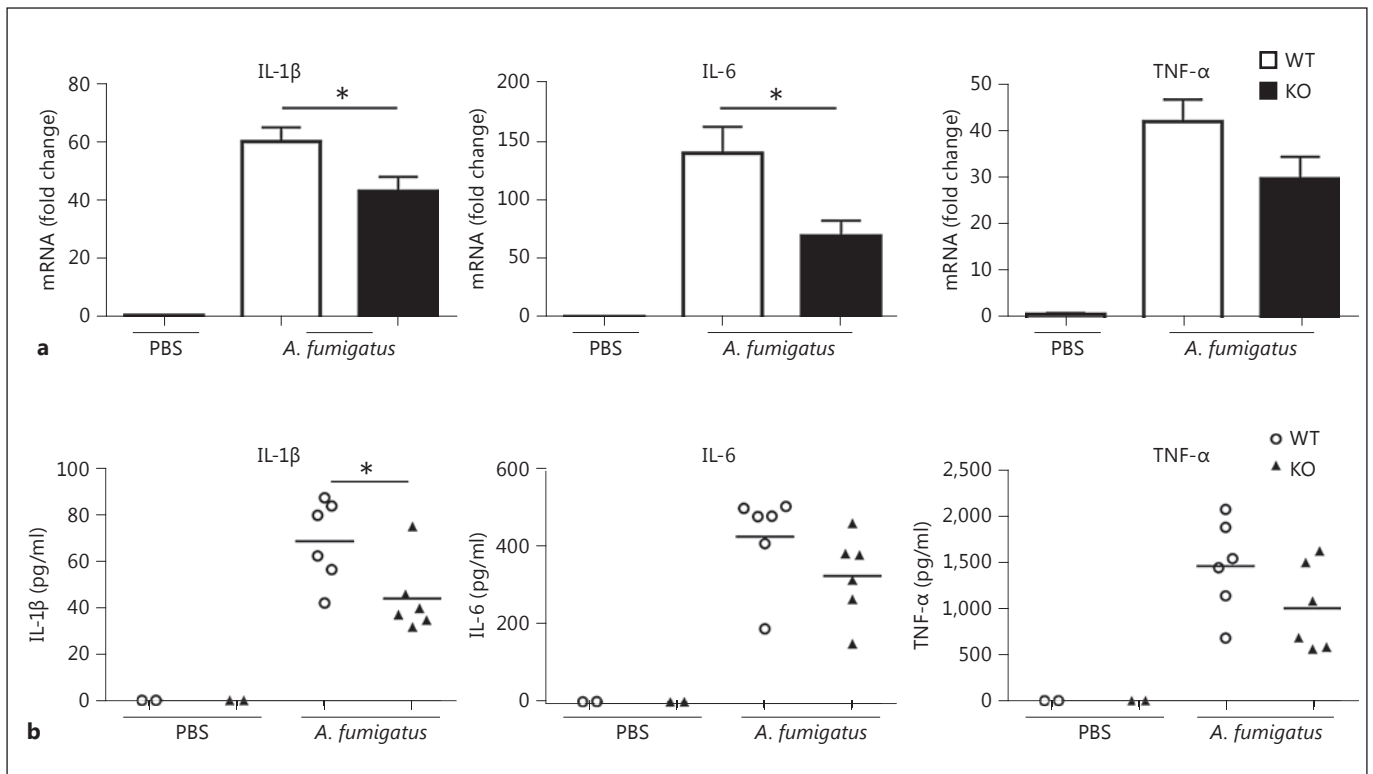 IL-1β
mRNA (fold change)
80
60
40
20
0
*
PBS
A. fumigatus
IL-6
mRNA (fold change)
200
150
100
50
0
*
PBS
A. fumigatus
TNF-α
WT
KO
mRNA (fold change)
50
40
30
20
10
0
PBS
A. fumigatus
a
IL-1β
IL-1β (pg/ml)
100
80
60
40
20
0
*
PBS
A. fumigatus
IL-6
IL-6 (pg/ml)
600
400
200
0
PBS
A. fumigatus
TNF-α
WT
KO
TNF-α (pg/ml)
2,500
2,000
1,500
1,000
500
0
PBS
A. fumigatus
b